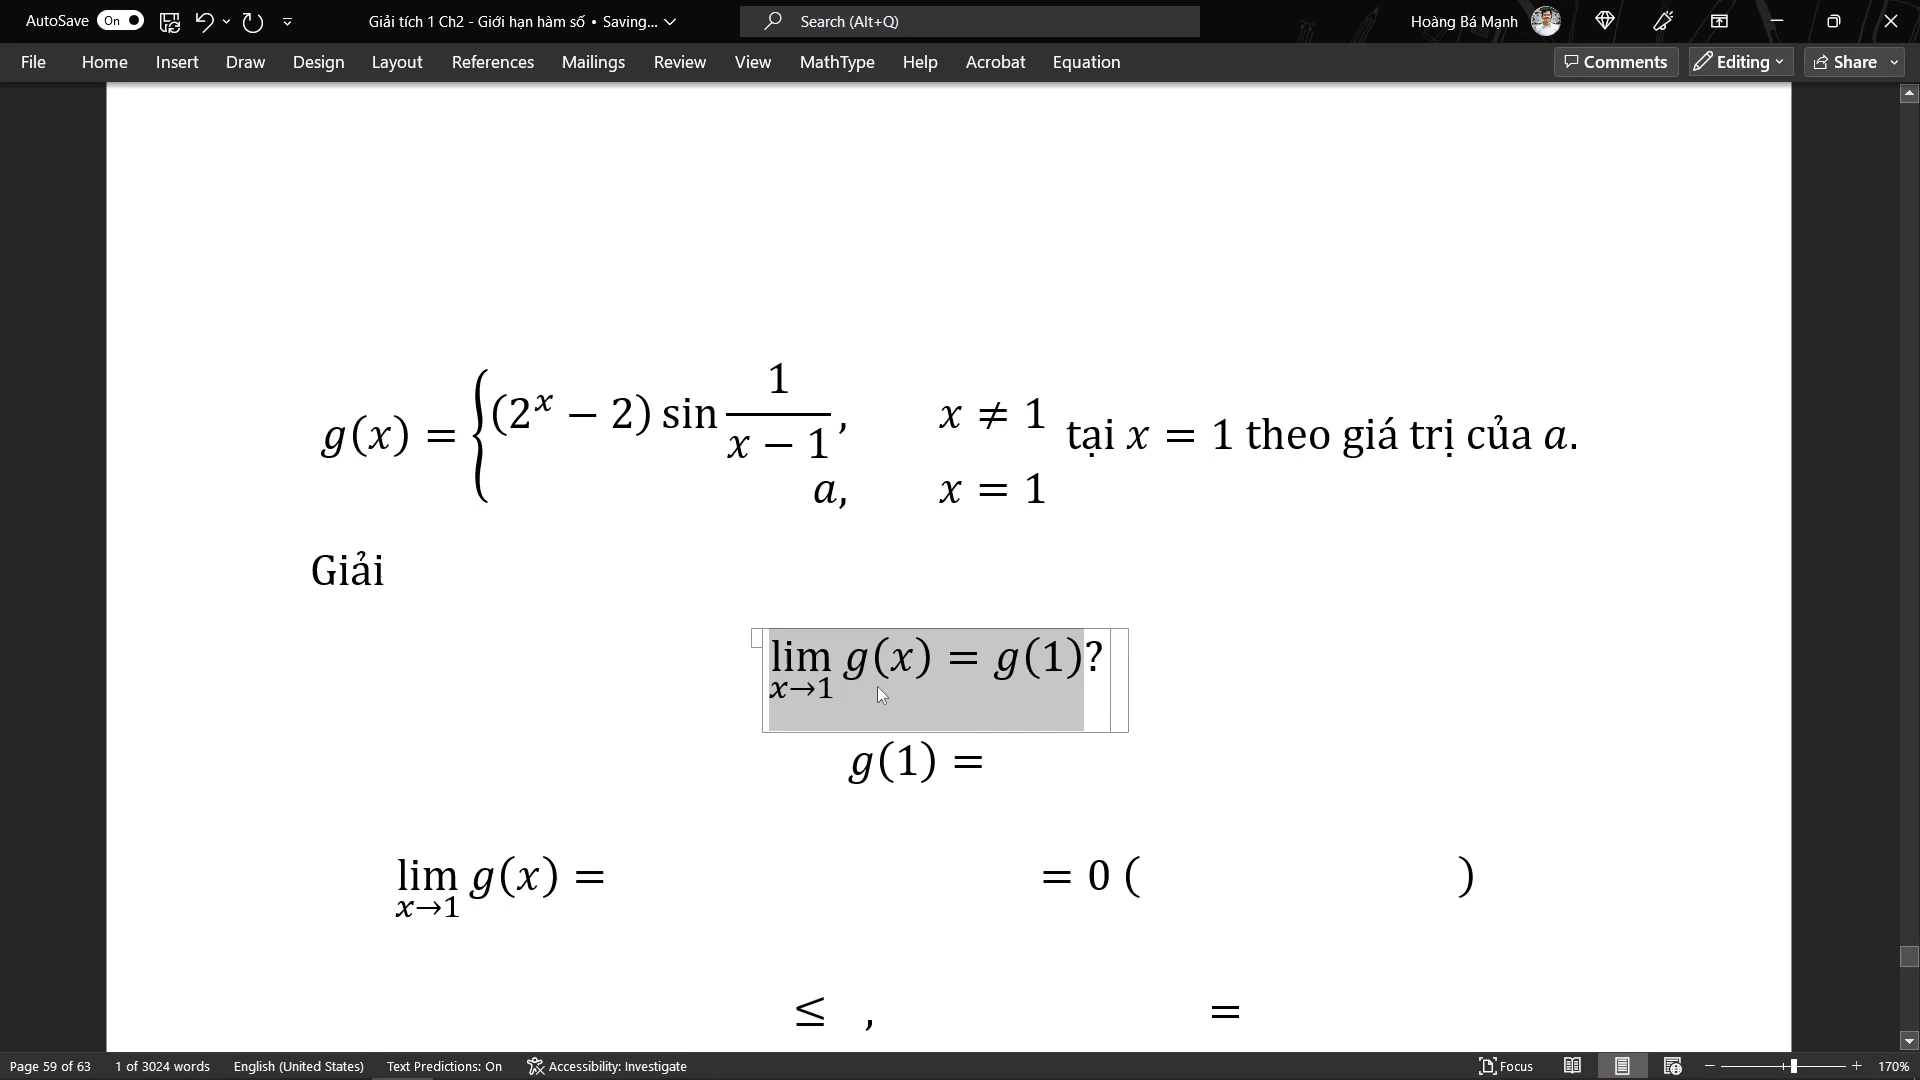 AutoSave On Giải tích 1 Ch2 - Giới hạn hàm số • Saving... Search (Alt+Q) Hoàng Bá Mạnh
File Home Insert Draw Design Layout References Mailings Review View MathType Help Acrobat Equation Comments Editing Share
g(x) = { (2^x − 2) sin 1/(x − 1), x ≠ 1 tại x = 1 theo giá trị của a.
a, x = 1
Giải
lim x→1 g(x) = g(1)?
g(1) =
lim x→1 g(x) = = 0 ( )
≤ , =
Page 59 of 63 1 of 3024 words English (United States) Text Predictions: On Accessibility: Investigate Focus 170%